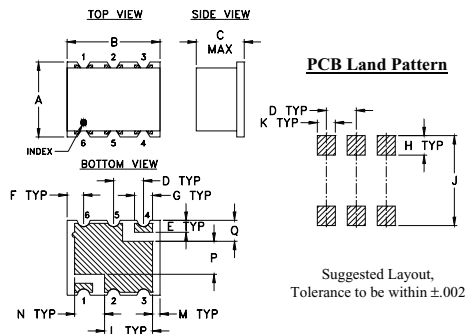 TOP VIEW
SIDE VIEW
B
C
MAX
1 2 3
A
INDEX
6 5 4
PCB Land Pattern
D TYP
K TYP
H TYP
J
BOTTOM VIEW
D TYP
F TYP
G TYP
6 5 4
E TYP
Q
P
1 2 3
N TYP
M TYP
L TYP
Suggested Layout,
Tolerance to be within ±.002